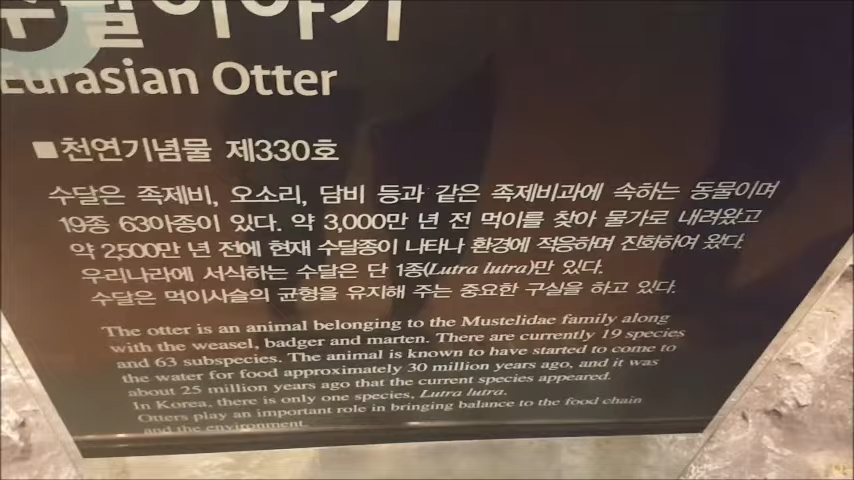 수달이야기
Eurasian Otter
■천연기념물 제330호
수달은 족제비, 오소리, 담비 등과 같은 족제비과에 속하는 동물이며
19종 63아종이 있다. 약 3,000만 년 전 먹이를 찾아 물가로 내려왔고
약 2,500만 년 전에 현재 수달종이 나타나 환경에 적응하며 진화하여 왔다.
우리나라에 서식하는 수달은 단 1종(Lutra lutra)만 있다.
수달은 먹이사슬의 균형을 유지해 주는 중요한 구실을 하고 있다.
The otter is an animal belonging to the Mustelidae family along
with the weasel, badger and marten. There are currently 19 species
and 63 subspecies. The animal is known to have started to come to
the water for food approximately 30 million years ago, and it was
about 25 million years ago that the current species appeared.
In Korea, there is only one species, Lutra lutra.
Otters play an important role in bringing balance to the food chain
and the environment.